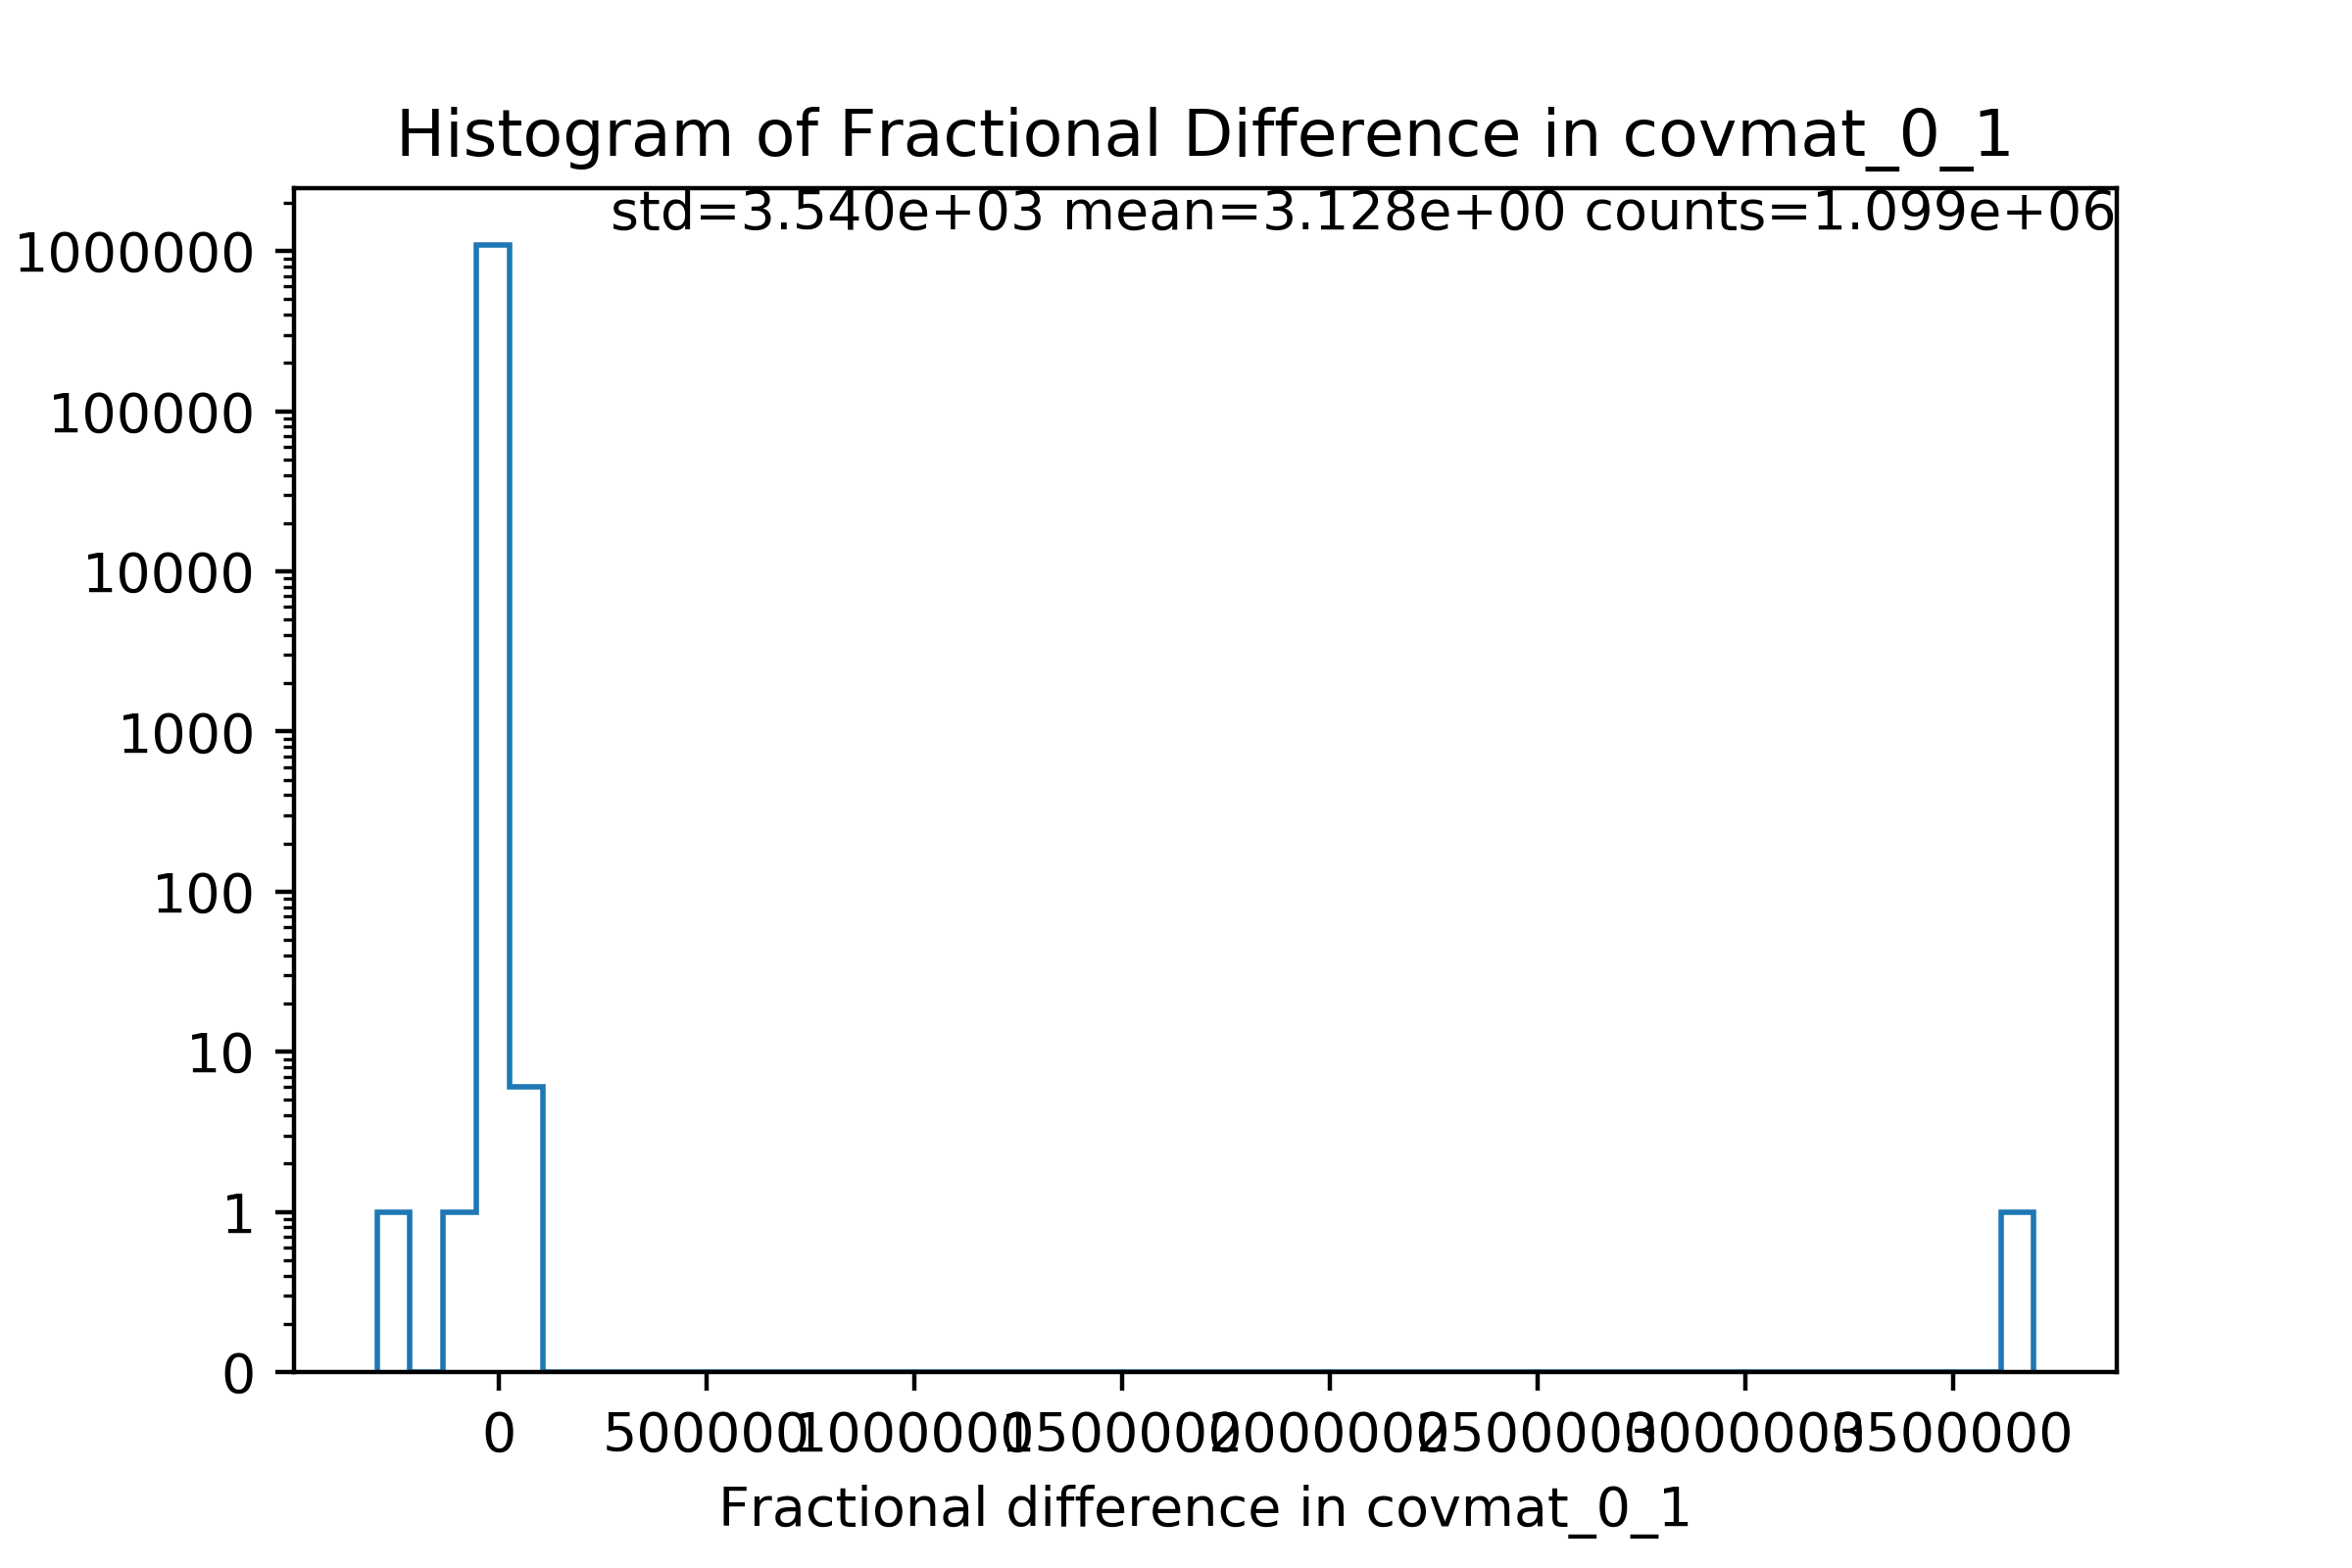 Histogram of Fractional Difference in covmat_0_1
std=3.540e+03 mean=3.128e+00 counts=1.099e+06
1000000
100000
10000
1000
100
10
1
0
0 500000 1000000 1500000 2000000 2500000 3000000 3500000
Fractional difference in covmat_0_1